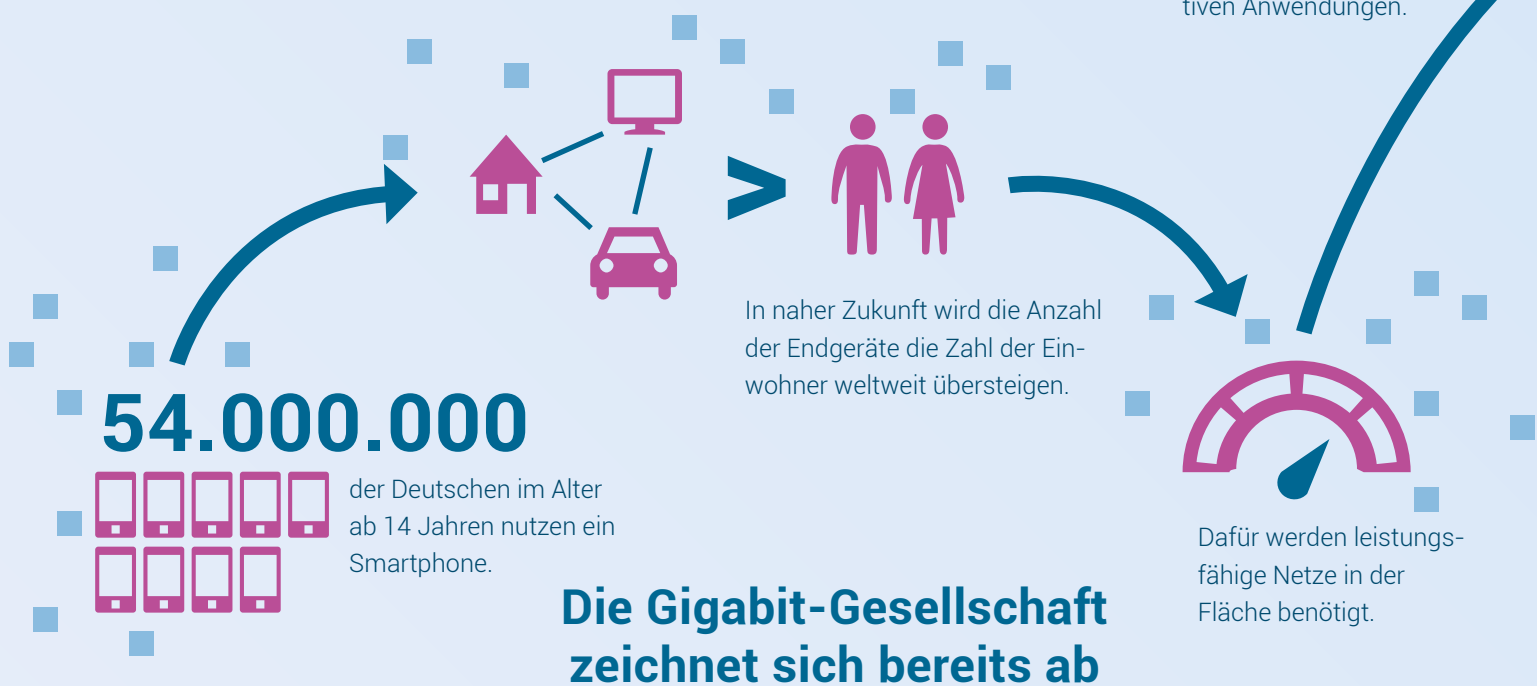 tiven Anwendungen.
In naher Zukunft wird die Anzahl
der Endgeräte die Zahl der Ein-
wohner weltweit übersteigen.
54.000.000
der Deutschen im Alter
ab 14 Jahren nutzen ein
Smartphone.
Dafür werden leistungs-
fähige Netze in der
Fläche benötigt.
Die Gigabit-Gesellschaft
zeichnet sich bereits ab